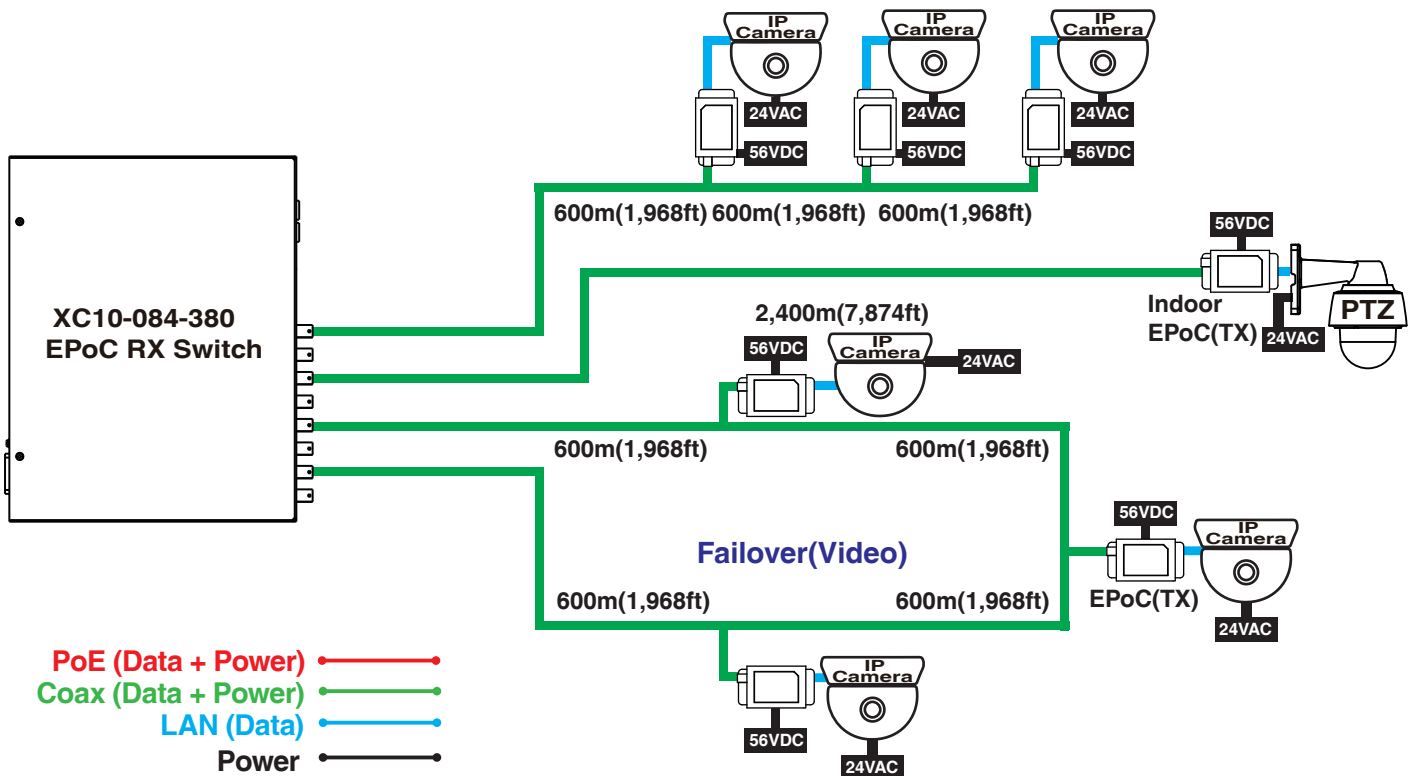 IP
Camera
IP
Camera
IP
Camera
24VAC
24VAC
24VAC
56VDC
56VDC
56VDC
600m(1,968ft)
600m(1,968ft)
600m(1,968ft)
XC10-084-380
EPoC RX Switch
56VDC
Indoor
EPoC(TX)
24VAC
PTZ
2,400m(7,874ft)
56VDC
IP
Camera
24VAC
600m(1,968ft)
600m(1,968ft)
Failover(Video)
56VDC
IP
Camera
EPoC(TX)
24VAC
600m(1,968ft)
600m(1,968ft)
IP
Camera
56VDC
24VAC
PoE (Data + Power)
Coax (Data + Power)
LAN (Data)
Power